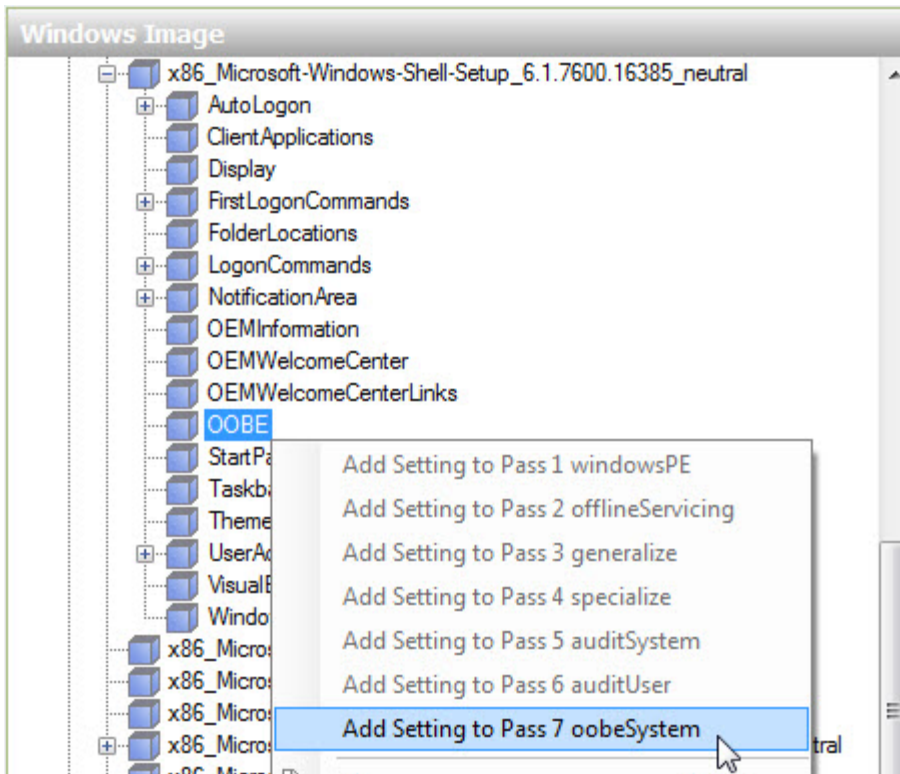 Windows Image
x86_Microsoft-Windows-Shell-Setup_6.1.7600.16385_neutral
AutoLogon
ClientApplications
Display
FirstLogonCommands
FolderLocations
LogonCommands
NotificationArea
OEMInformation
OEMWelcomeCenter
OEMWelcomeCenterLinks
OOBE
Add Setting to Pass 1 windowsPE
Add Setting to Pass 2 offlineServicing
Add Setting to Pass 3 generalize
Add Setting to Pass 4 specialize
Add Setting to Pass 5 auditSystem
Add Setting to Pass 6 auditUser
Add Setting to Pass 7 oobeSystem